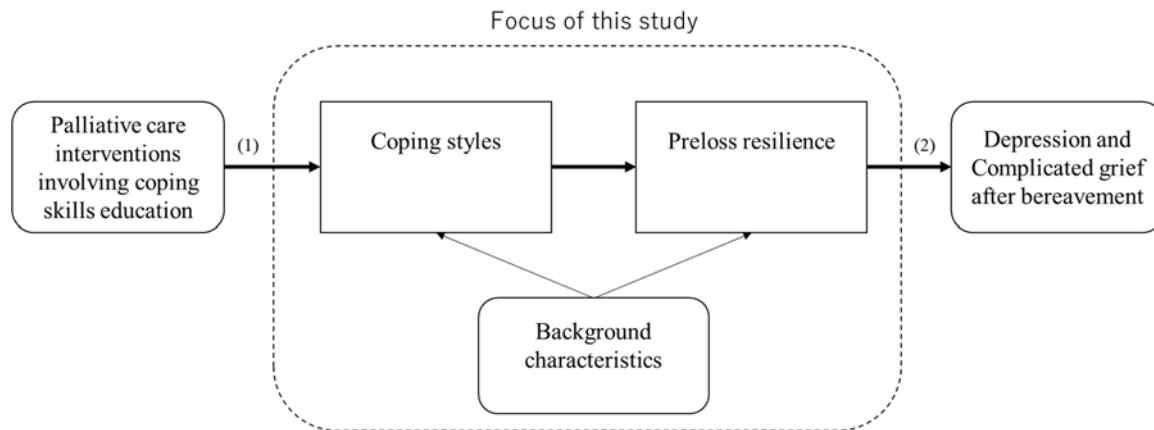 Focus of this study
Palliative care
interventions
involving coping
skills education
(1)
Coping styles
Preloss resilience
(2)
Depression and
Complicated grief
after bereavement
Background
characteristics